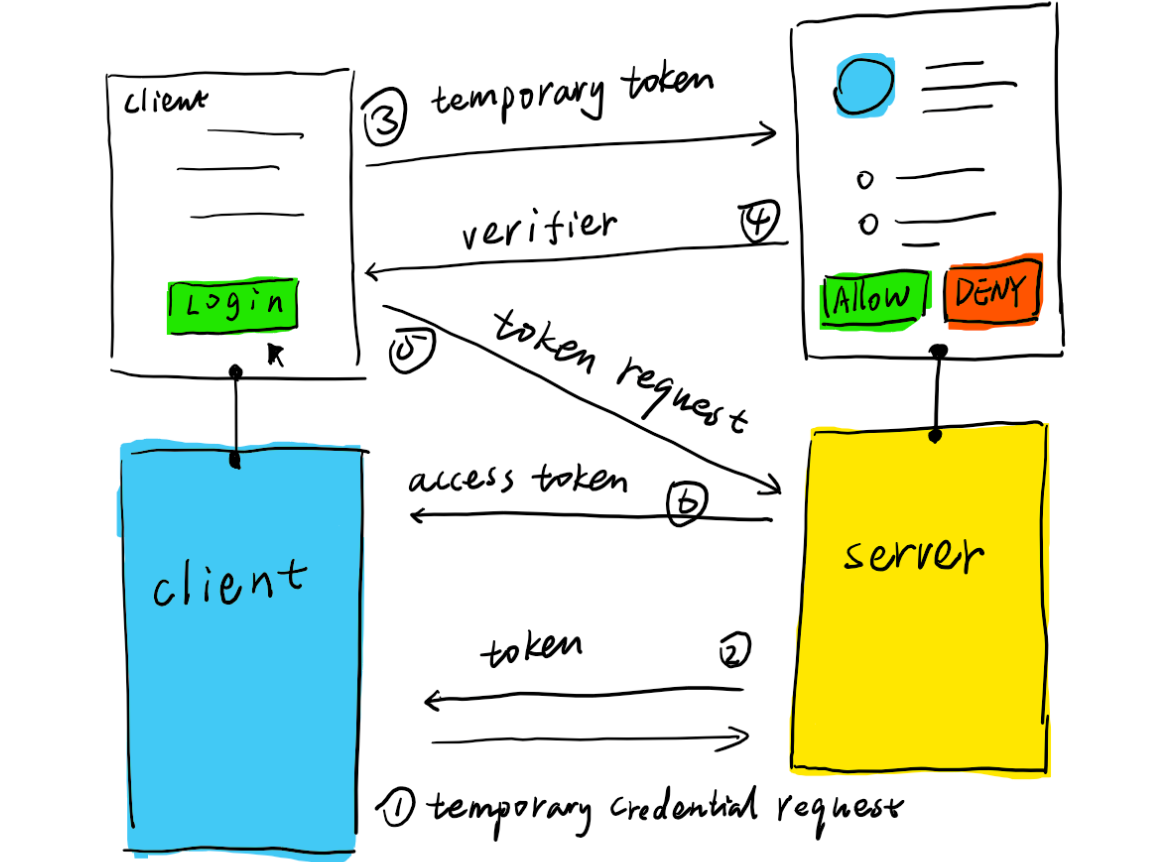 client
③ temporary token
verifier ④
Login
Allow DENY
⑤ token request
access token ⑥
client
server
token ②
① temporary credential request